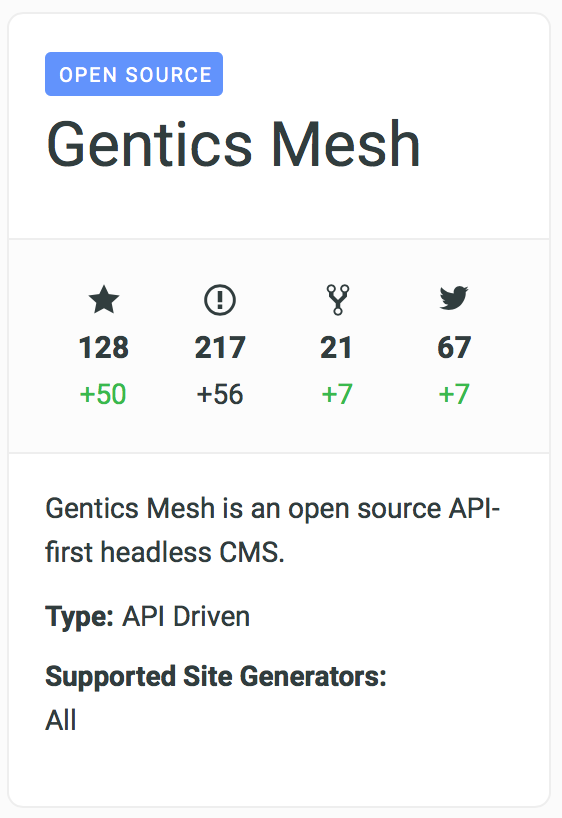 OPEN SOURCE
Gentics Mesh
128 217 21 67
+50 +56 +7 +7
Gentics Mesh is an open source API-
first headless CMS.
Type: API Driven
Supported Site Generators:
All